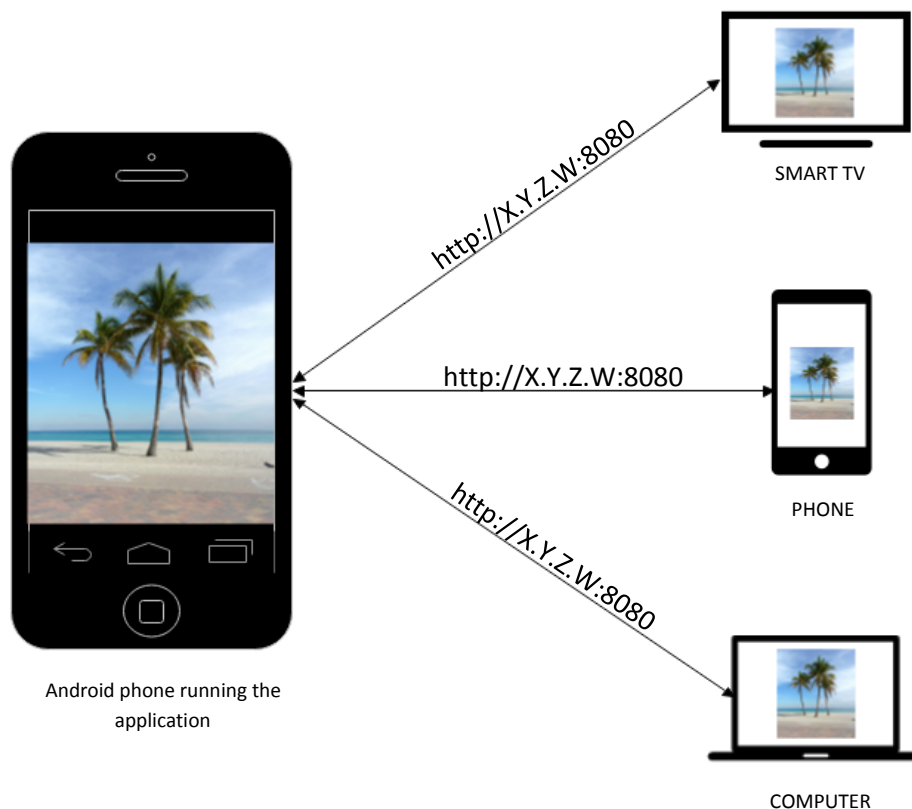 SMART TV
http://X.Y.Z.W:8080
http://X.Y.Z.W:8080
PHONE
http://X.Y.Z.W:8080
Android phone running the
application
COMPUTER